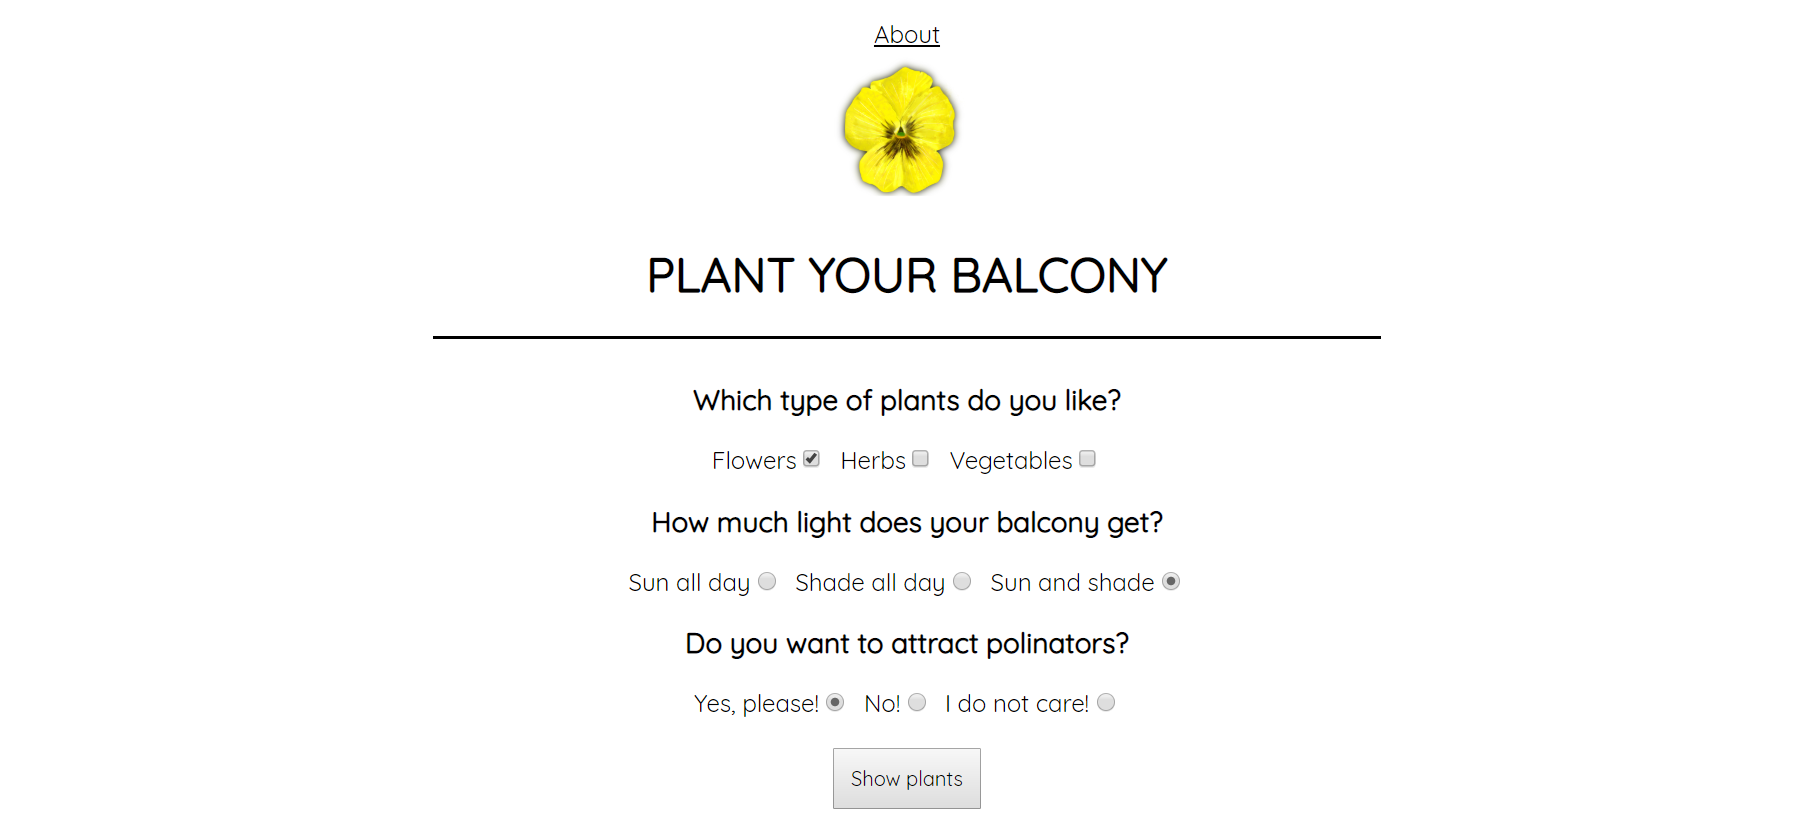 About
PLANT YOUR BALCONY
Which type of plants do you like?
Flowers Herbs Vegetables
How much light does your balcony get?
Sun all day Shade all day Sun and shade
Do you want to attract polinators?
Yes, please! No! I do not care!
Show plants